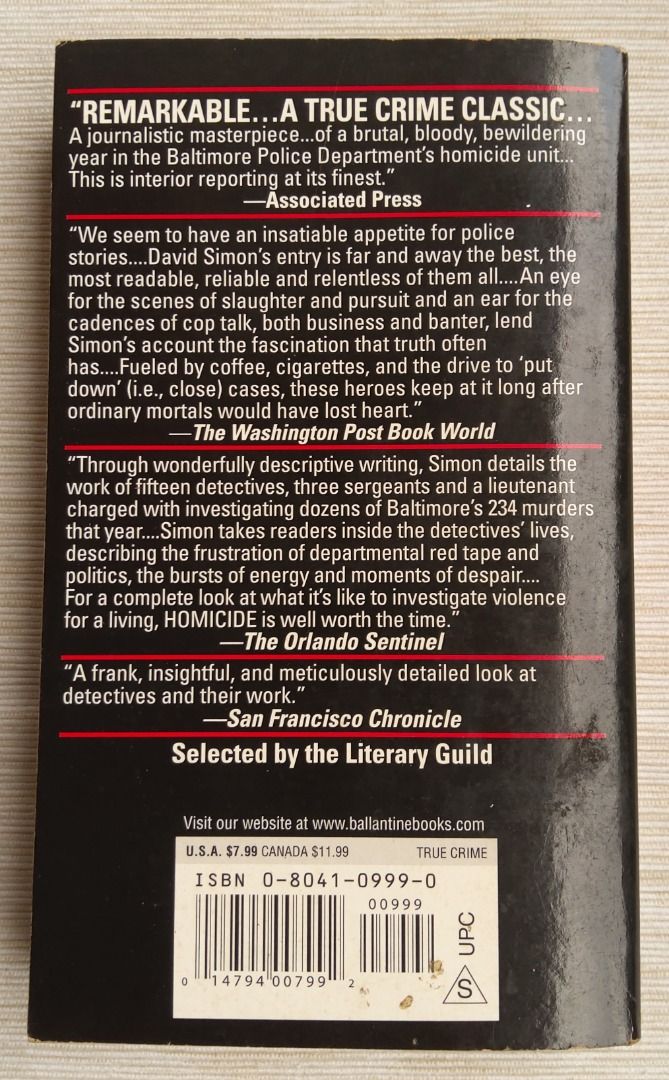 “REMARKABLE...A TRUE CRIME CLASSIC...
A journalistic masterpiece...of a brutal, bloody, bewildering
year in the Baltimore Police Department’s homicide unit...
This is interior reporting at its finest.”
—Associated Press
“We seem to have an insatiable appetite for police
stories....David Simon’s entry is far and away the best, the
most readable, reliable and relentless of them all....An eye
for the scenes of slaughter and pursuit and an ear for the
cadences of cop talk, both business and banter, lend
Simon’s account the fascination that truth often
has....Fueled by coffee, cigarettes, and the drive to ‘put
down’ (i.e., close) cases, these heroes keep at it long after
ordinary mortals would have lost heart.”
—The Washington Post Book World
“Through wonderfully descriptive writing, Simon details the
work of fifteen detectives, three sergeants and a lieutenant
charged with investigating dozens of Baltimore’s 234 murders
that year....Simon takes readers inside the detectives’ lives,
describing the frustration of departmental red tape and
politics, the bursts of energy and moments of despair....
For a complete look at what it’s like to investigate violence
for a living, HOMICIDE is well worth the time.”
—The Orlando Sentinel
“A frank, insightful, and meticulously detailed look at
detectives and their work.”
—San Francisco Chronicle
Selected by the Literary Guild
Visit our website at www.ballantinebooks.com
U.S.A. $7.99 CANADA $11.99 TRUE CRIME
ISBN 0-8041-0999-0
00999
0 14794 00799 2
UPC
S